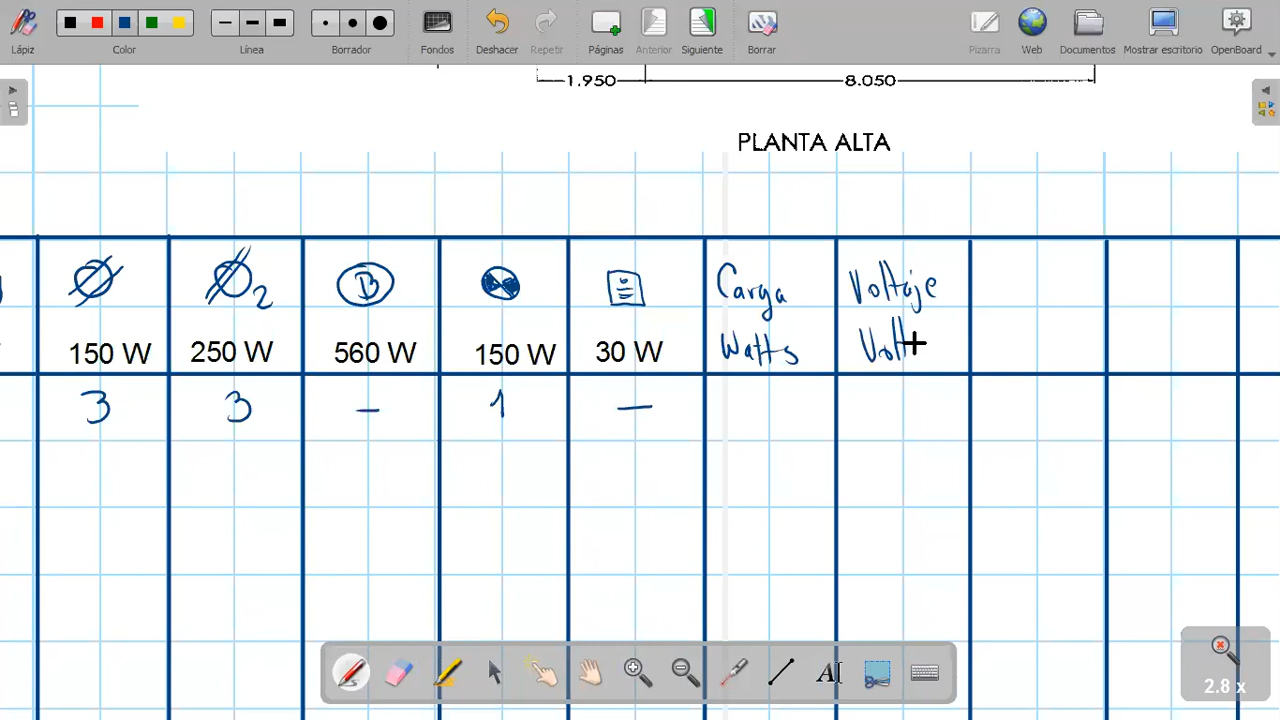 Lápiz Color Línea Borrador Fondos Deshacer Repetir Páginas Anterior Siguiente Borrar Pizarra Web Documentos Mostrar escritorio OpenBoard
1.950 8.050
PLANTA ALTA
2 B Carga Voltaje
150 W 250 W 560 W 150 W 30 W Watts Volt
3 3 - 1 -
AI
2.8 x